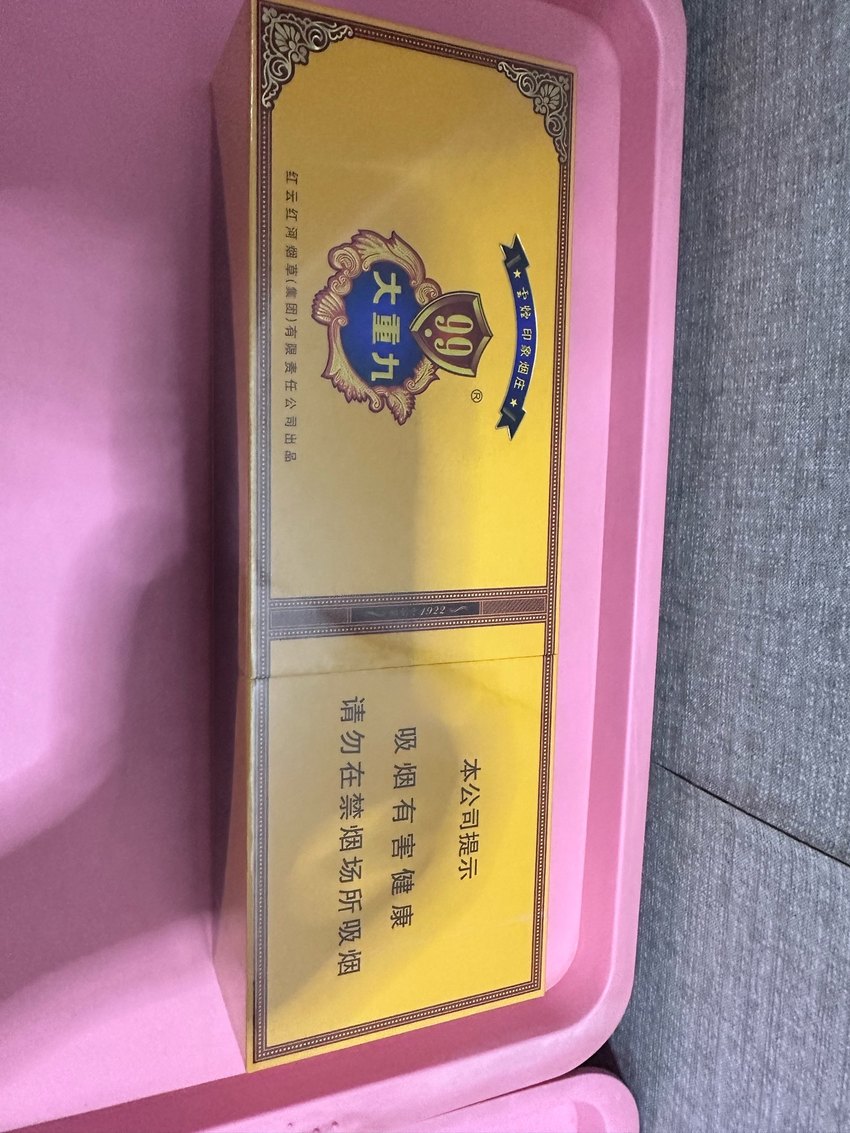 云烟 印象烟庄
99
®
大重九
红云红河烟草(集团)有限责任公司出品
1922
本公司提示
吸烟有害健康
请勿在禁烟场所吸烟